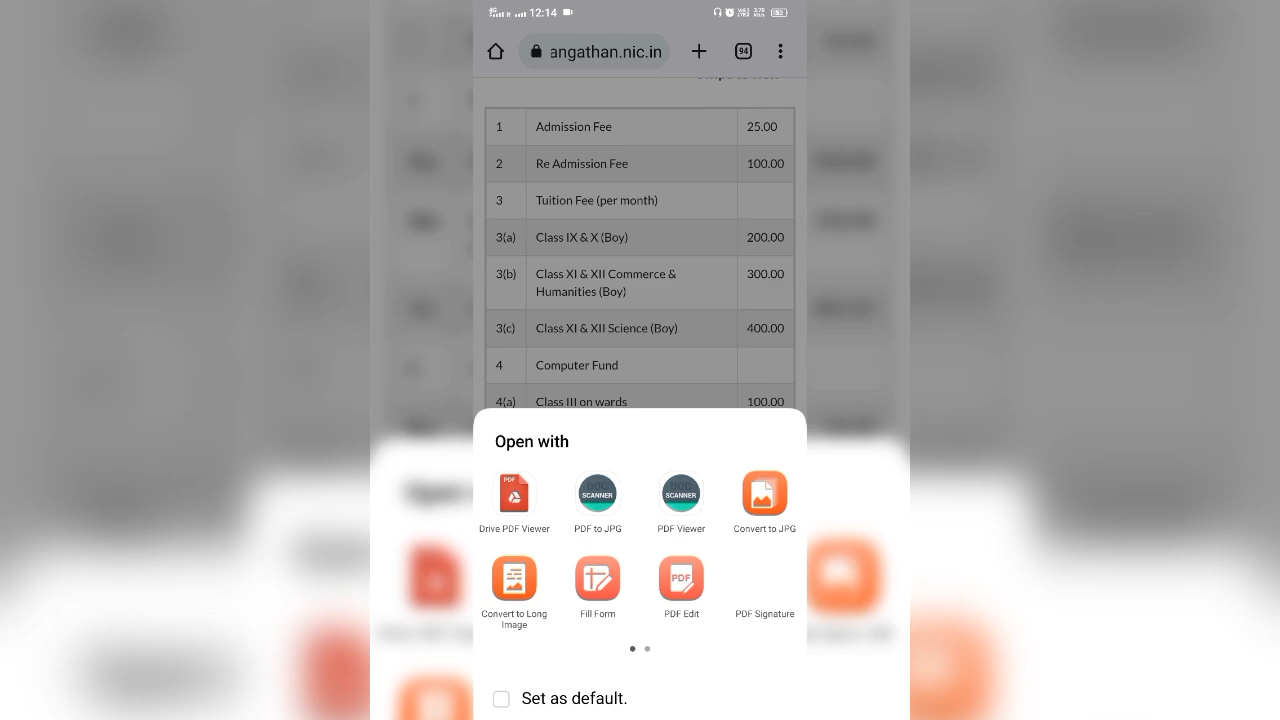 4G R 12:14 83
angathan.nic.in 94
1 Admission Fee 25.00
2 Re Admission Fee 100.00
3 Tuition Fee (per month)
3(a) Class IX & X (Boy) 200.00
3(b) Class XI & XII Commerce & 300.00
Humanities (Boy)
3(c) Class XI & XII Science (Boy) 400.00
4 Computer Fund
4(a) Class III on wards 100.00
Open with
PDF SCANNER SCANNER
Drive PDF Viewer PDF to JPG PDF Viewer Convert to JPG
PDF
Convert to Long Fill Form PDF Edit PDF Signature
Image
Set as default.